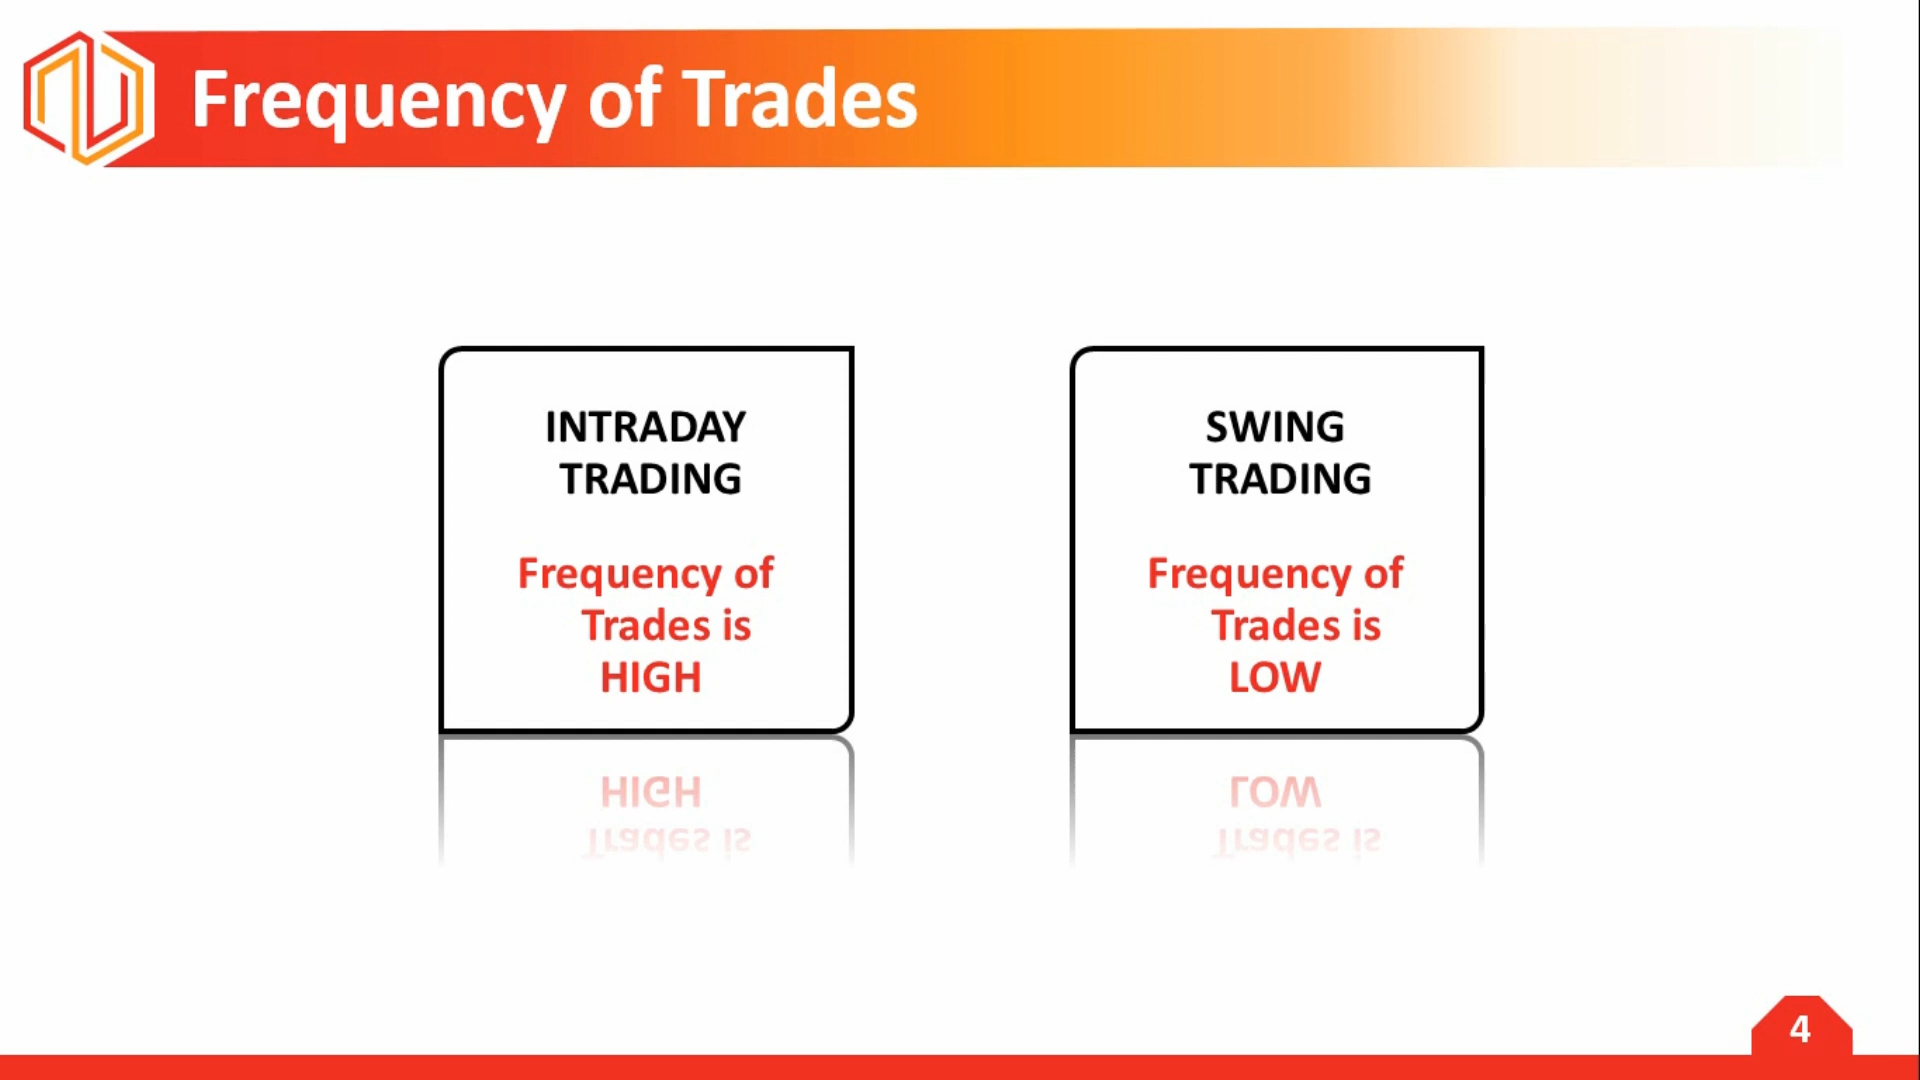 Frequency of Trades
INTRADAY
TRADING
Frequency of
Trades is
HIGH
SWING
TRADING
Frequency of
Trades is
LOW
4